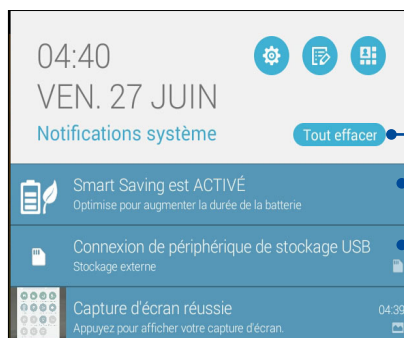 04:40
VEN. 27 JUIN
Notifications système
Tout effacer
Smart Saving est ACTIVÉ
Optimise pour augmenter la durée de la batterie
Connexion de périphérique de stockage USB
Stockage externe
Capture d'écran réussie
04:39
Appuyez pour afficher votre capture d'écran.